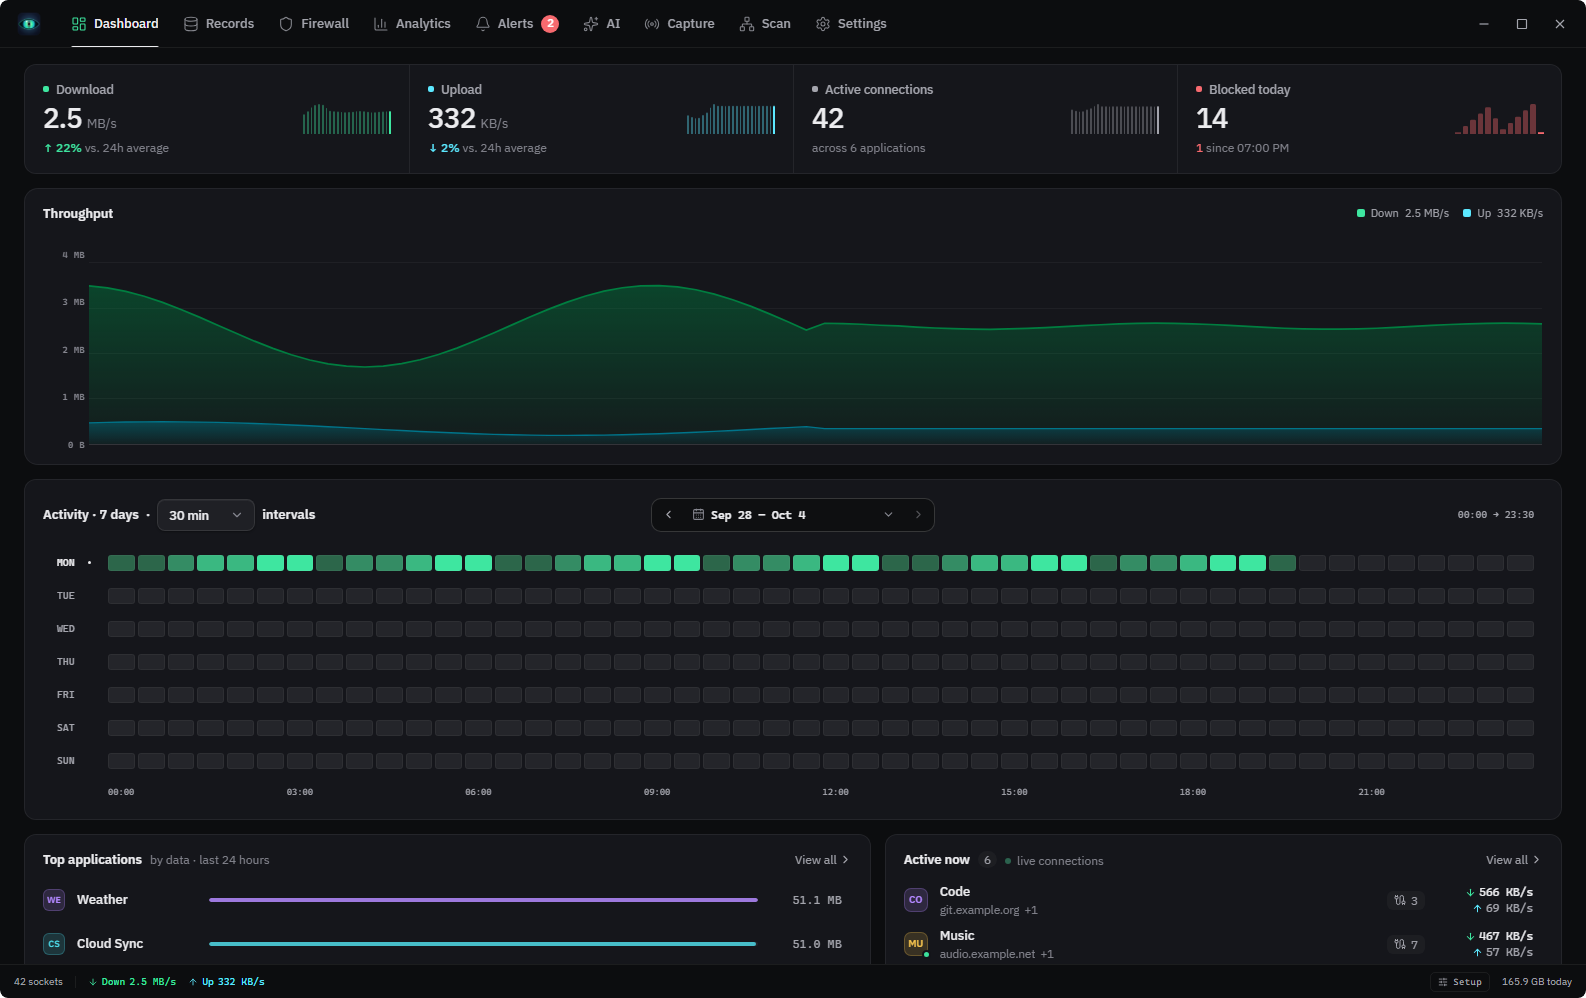 Dashboard Records Firewall Analytics Alerts 2 AI Capture Scan Settings
Download Upload Active connections Blocked today
2.5 MB/s 332 KB/s 42 14
↑ 22% vs. 24h average ↓ 2% vs. 24h average across 6 applications 1 since 07:00 PM
Throughput Down 2.5 MB/s Up 332 KB/s
4 MB
3 MB
2 MB
1 MB
0 B
Activity · 7 days · 30 min intervals Sep 28 – Oct 4 00:00 → 23:30
MON
TUE
WED
THU
FRI
SAT
SUN
00:00 03:00 06:00 09:00 12:00 15:00 18:00 21:00
Top applications by data · last 24 hours View all
WE Weather 51.1 MB
CS Cloud Sync 51.0 MB
Active now 6 live connections View all
CO Code 3 ↓ 566 KB/s
git.example.org +1 ↑ 69 KB/s
MU Music 7 ↓ 467 KB/s
audio.example.net +1 ↑ 57 KB/s
42 sockets ↓ Down 2.5 MB/s ↑ Up 332 KB/s Setup 165.9 GB today